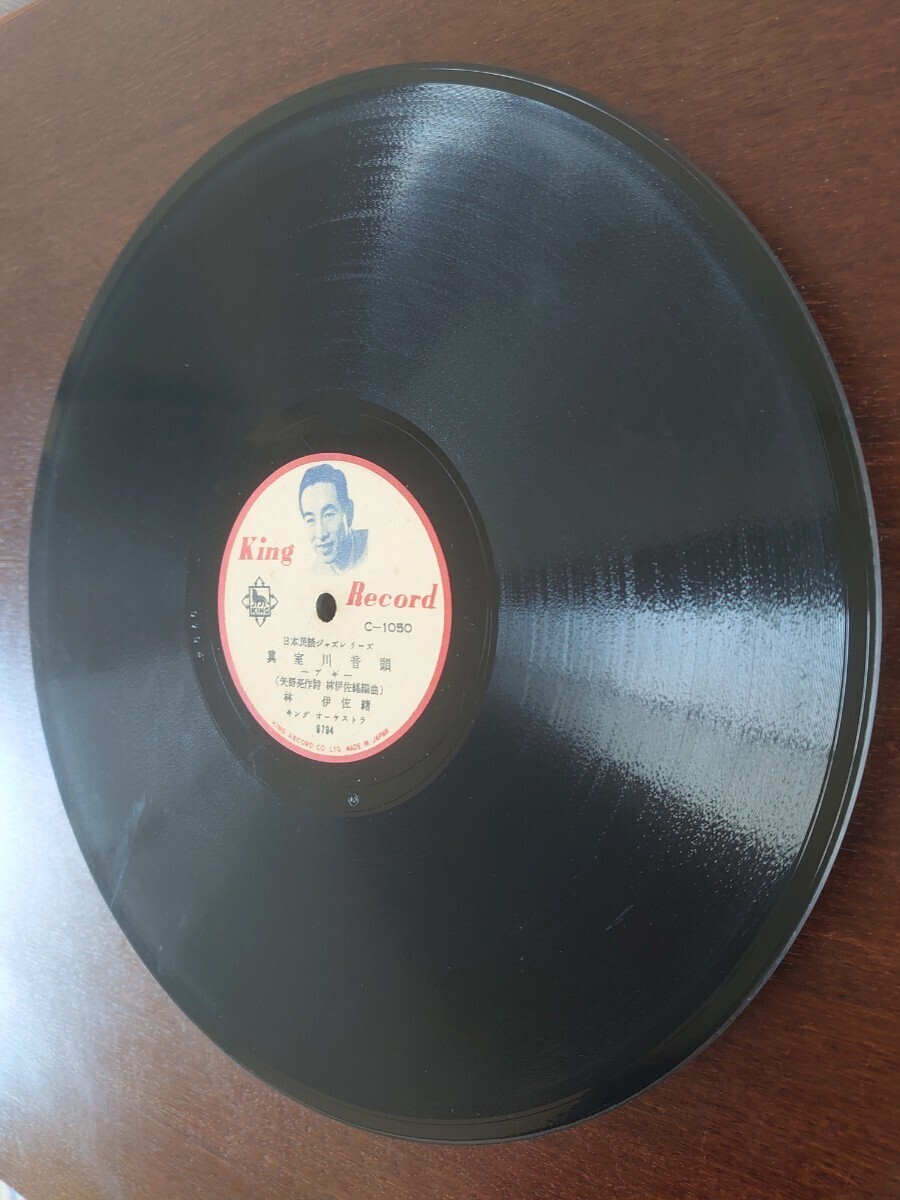 King
Record
KING
C-1050
日本民謡ジャズシリーズ
真室川音頭
―ブギー
(矢野亮作詩 林伊佐緒編曲)
林 伊佐緒
キング オーケストラ
KING RECORD CO LTD. MADE IN JAPAN